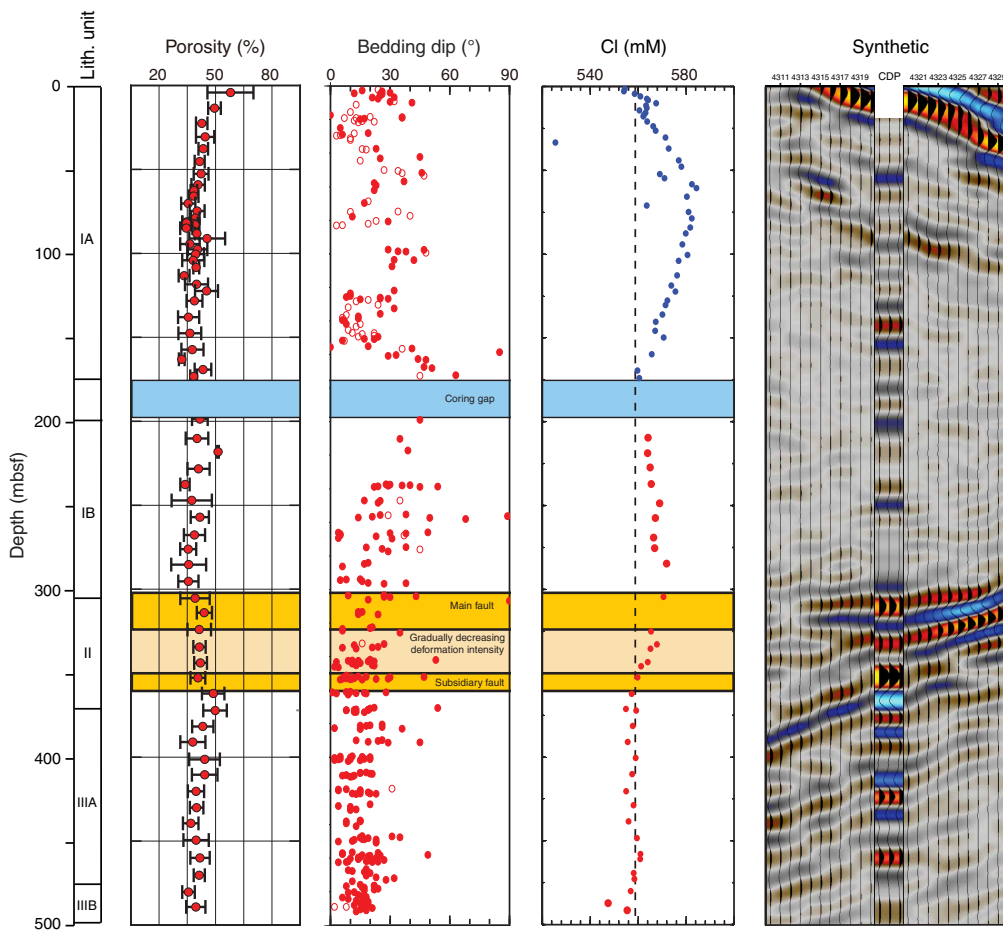 Lith. unit
Porosity (%)
Bedding dip (°)
Cl (mM)
Synthetic
20 50 80
0 30 60 90
540 580
4311 4313 4315 4317 4319 CDP 4321 4323 4325 4327 4329
0
100
200
300
400
500
Depth (mbsf)
IA
IB
II
IIIA
IIIB
Coring gap
Main fault
Gradually decreasing
deformation intensity
Subsidiary fault